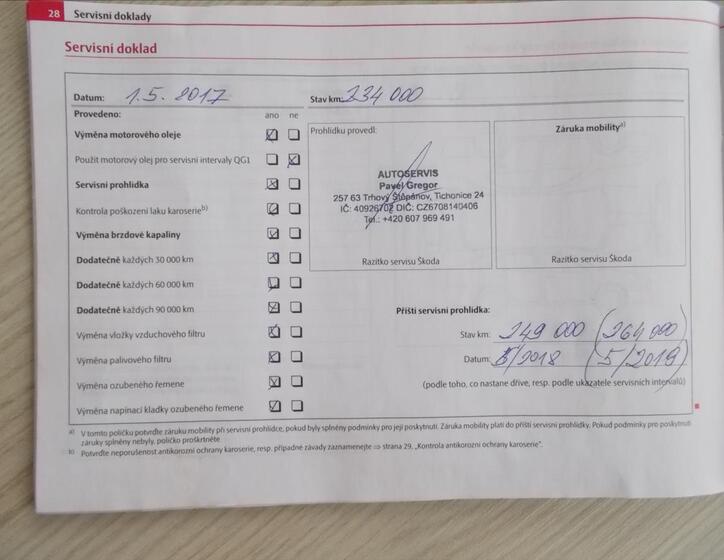 28 Servisní doklady
Servisní doklad
Datum: 1.5. 2017 Stav km: 234 000
Provedeno: ano ne
Výměna motorového oleje
Použit motorový olej pro servisní intervaly QG1
Servisní prohlídka
Kontrola poškození laku karoserie b)
Výměna brzdové kapaliny
Dodatečně každých 30 000 km
Dodatečně každých 60 000 km
Dodatečně každých 90 000 km
Výměna vložky vzduchového filtru
Výměna palivového filtru
Výměna ozubeného řemene
Výměna napínací kladky ozubeného řemene
Prohlídku provedl:
AUTOSERVIS
Pavel Gregor
257 63 Trhový Štěpánov, Tichonice 24
IČ: 40926702 DIČ: CZ6708140406
Tel.: +420 607 969 491
Razítko servisu Škoda
Záruka mobility a)
Razítko servisu Škoda
Příští servisní prohlídka:
Stav km: 249 000 (264 000)
Datum: 5/2018 (5/2019)
(podle toho, co nastane dříve, resp. podle ukazatele servisních intervalů)
a) V tomto políčku potvrďte záruku mobility při servisní prohlídce, pokud byly splněny podmínky pro její poskytnutí. Záruka mobility platí do příští servisní prohlídky. Pokud podmínky pro poskytnutí
záruky splněny nebyly, políčko proškrtněte.
b) Potvrďte neporušenost antikorozní ochrany karoserie, resp. případné závady zaznamenejte ⇒ strana 29, „Kontrola antikorozní ochrany karoserie".